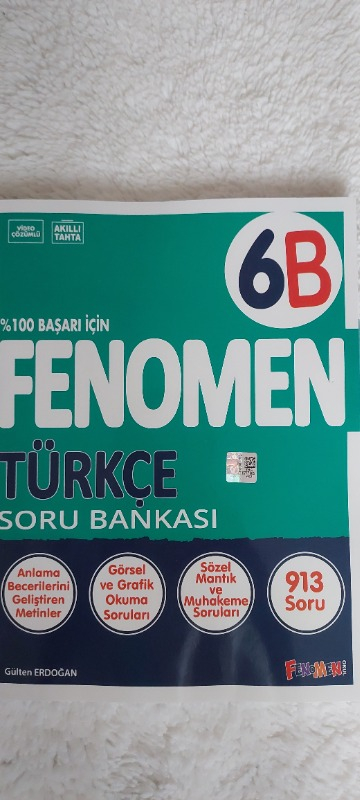 VİDEO
ÇÖZÜMLÜ
AKILLI
TAHTA
6B
%100 BAŞARI İÇİN
FENOMEN
TÜRKÇE
SORU BANKASI
Anlama
Becerilerini
Geliştiren
Metinler
Görsel
ve Grafik
Okuma
Soruları
Sözel
Mantık
ve
Muhakeme
Soruları
913
Soru
Gülten ERDOĞAN
FENOMEN